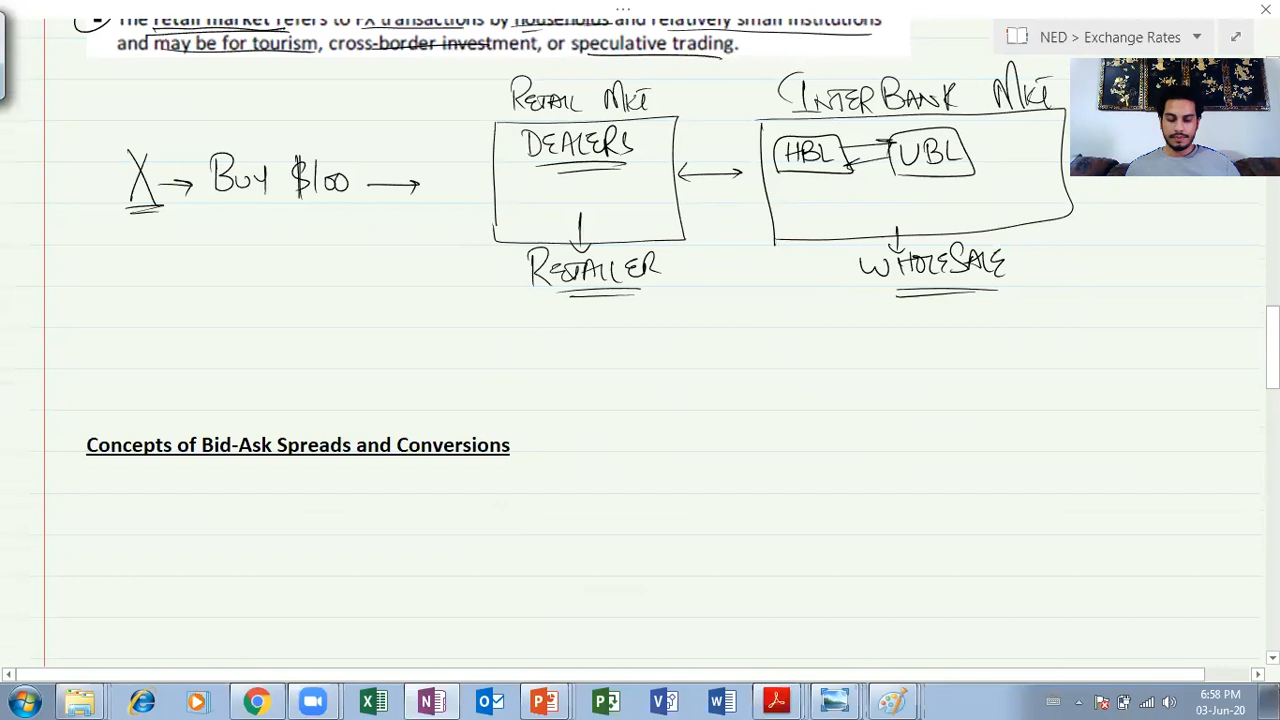 NED > Exchange Rates
The retail market refers to FX transactions by households and relatively small institutions
and may be for tourism, cross-border investment, or speculative trading.
RETAIL MKT
INTERBANK MKT
DEALERS
HBL
UBL
X → BUY $100 →
RETAILER
WHOLESALE
Concepts of Bid-Ask Spreads and Conversions
6:58 PM
03-Jun-20